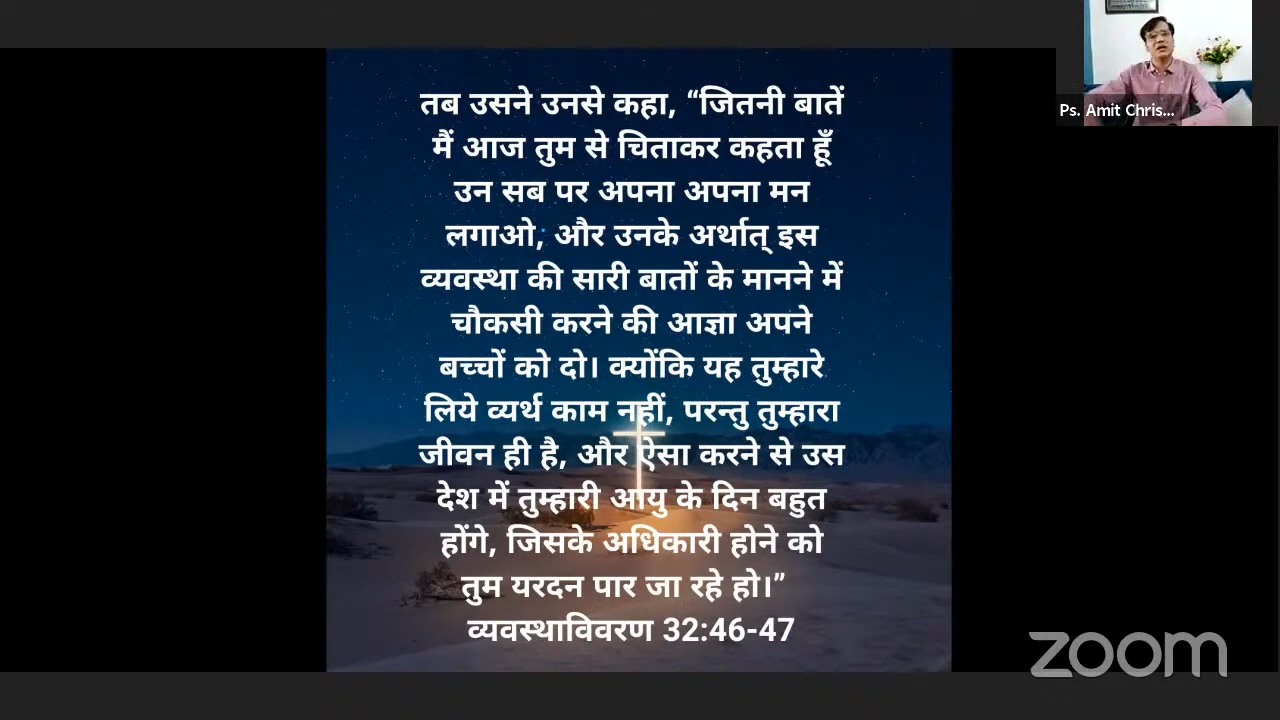 तब उसने उनसे कहा, “जितनी बातें
मैं आज तुम से चिताकर कहता हूँ
उन सब पर अपना अपना मन
लगाओ, और उनके अर्थात् इस
व्यवस्था की सारी बातों के मानने में
चौकसी करने की आज्ञा अपने
बच्चों को दो। क्योंकि यह तुम्हारे
लिये व्यर्थ काम नहीं, परन्तु तुम्हारा
जीवन ही है, और ऐसा करने से उस
देश में तुम्हारी आयु के दिन बहुत
होंगे, जिसके अधिकारी होने को
तुम यरदन पार जा रहे हो।”
व्यवस्थाविवरण 32:46-47
Ps. Amit Chris...
zoom